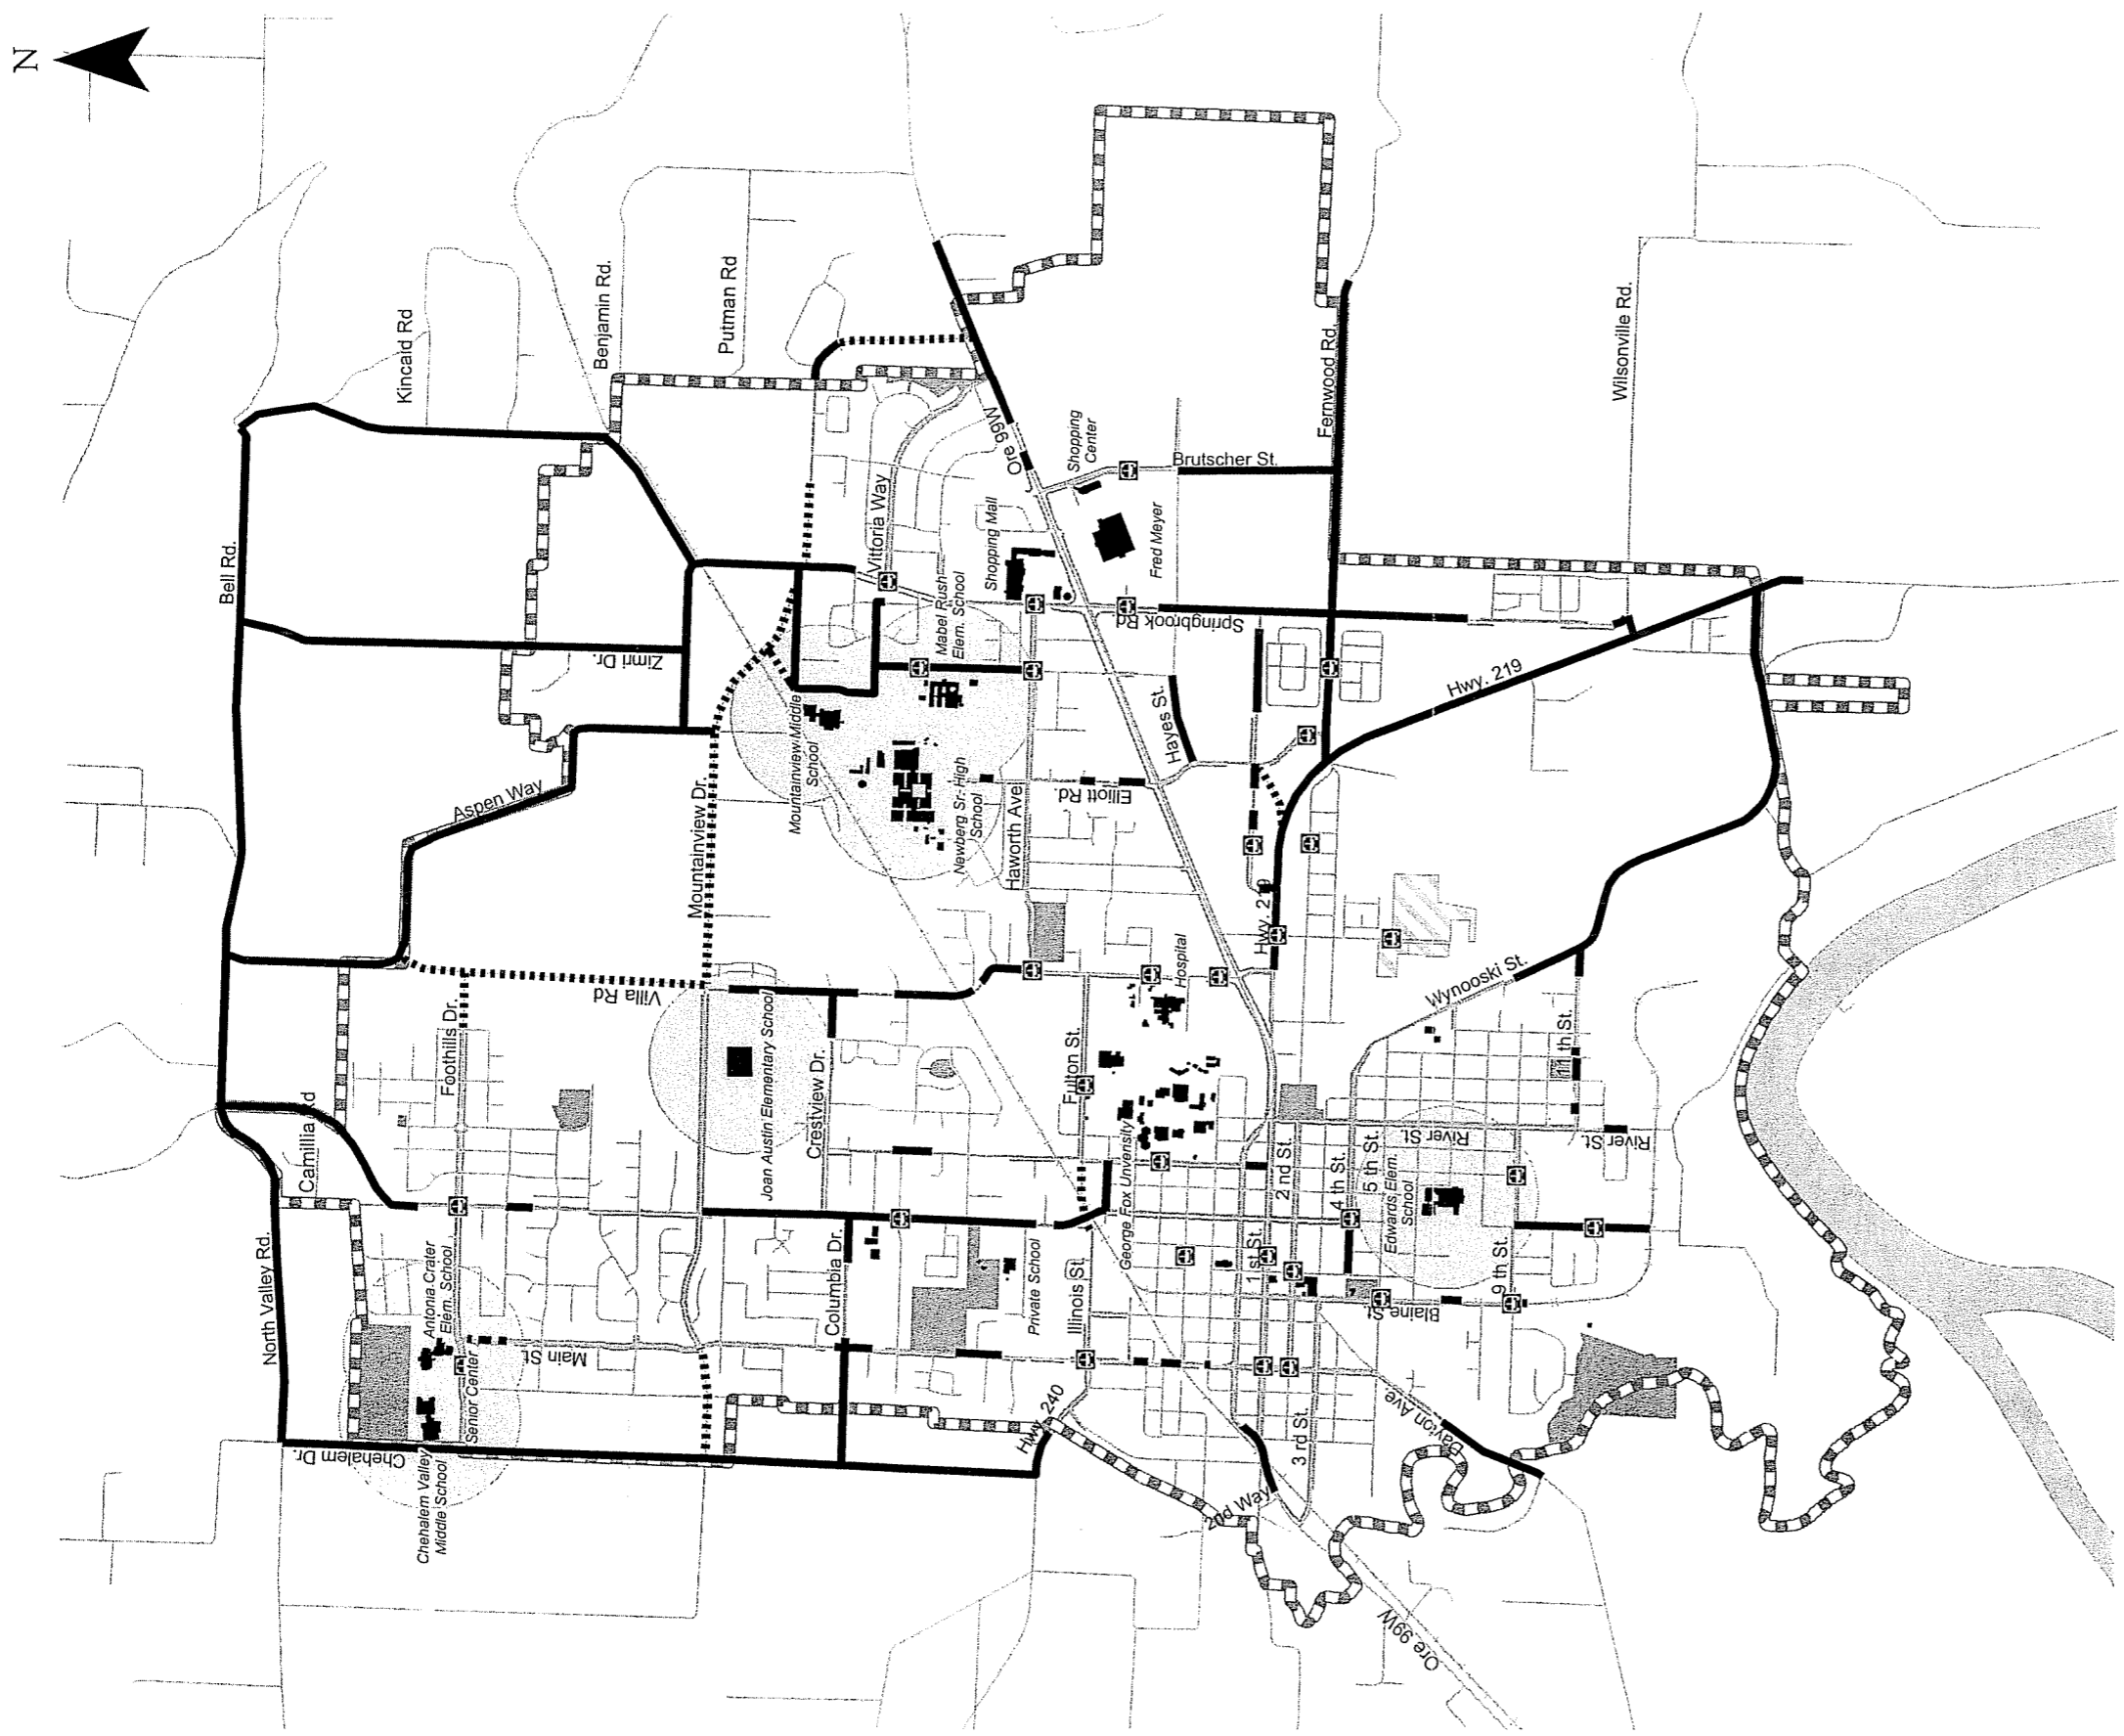 N
Kincaid Rd
Benjamin Rd.
Putman Rd
Bell Rd.
Zimri Dr.
Aspen Way
Vittoria Way
Ore 99W
Shopping
Center
Brutscher St.
Fernwood Rd.
Wilsonville Rd.
Shopping Mall
Fred Meyer
Mabel Rush
Elem. School
Springbrook Rd
Hayes St.
Hwy. 219
Mountainview Middle
School
Mountainview Dr.
Newberg Sr. High
School
Elliott Rd.
Haworth Ave
Hwy. 219
Villa Rd
Hospital
Wynooski St.
Foothills Dr.
Joan Austin Elementary School
Crestview Dr.
Fulton St.
11 th St.
Camillia Rd
George Fox Unversity
2 nd St.
4 th St.
5 th St.
River St.
River St.
Edwards Elem.
School
North Valley Rd.
Antonia Crater
Elem. School
Columbia Dr.
Private School
Illinois St.
1 st St.
9 th St.
Blaine St.
Main St
Senior Center
Chehalem Dr.
Chehalem Valley
Middle School
Hwy. 240
3 rd St.
Dayton Ave
2nd Way
Ore 99W